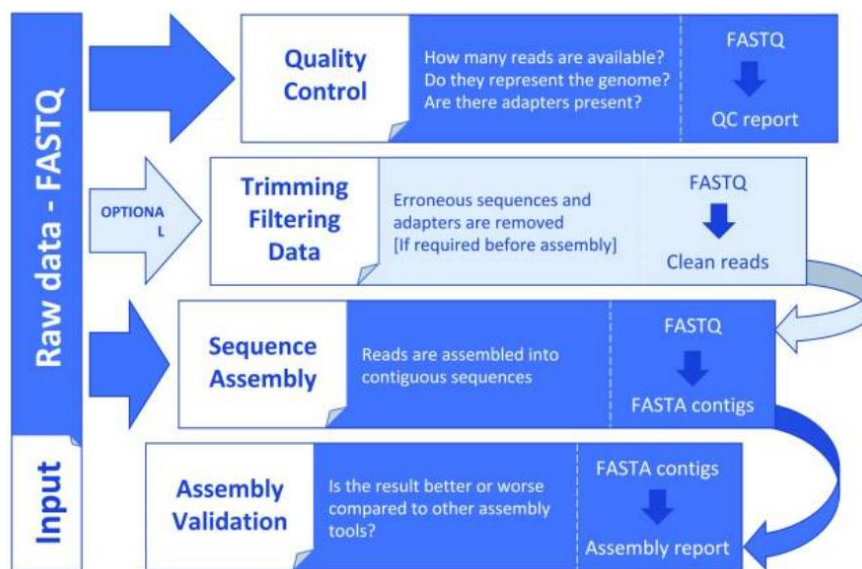 Raw data - FASTQ
Input
Quality
Control
How many reads are available?
Do they represent the genome?
Are there adapters present?
FASTQ
QC report
OPTIONA
L
Trimming
Filtering
Data
Erroneous sequences and
adapters are removed
[If required before assembly]
FASTQ
Clean reads
Sequence
Assembly
Reads are assembled into
contiguous sequences
FASTQ
FASTA contigs
Assembly
Validation
Is the result better or worse
compared to other assembly
tools?
FASTA contigs
Assembly report